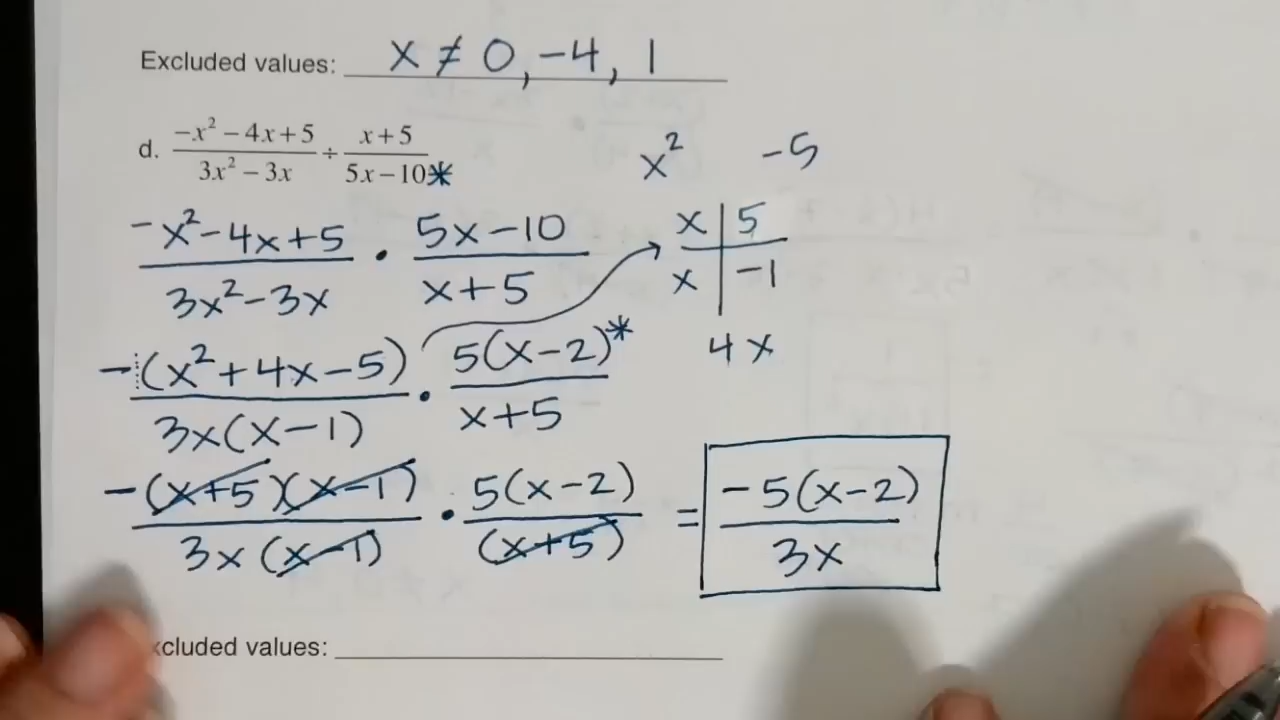 Excluded values: x ≠ 0, -4, 1
d. (-x² - 4x + 5)/(3x² - 3x) ÷ (x + 5)/(5x - 10)*
x² -5
(-x² - 4x + 5)/(3x² - 3x) · (5x - 10)/(x + 5)
x | 5
x | -1
4x
-(x² + 4x - 5)/3x(x - 1) · 5(x - 2)*/(x + 5)
-(x+5)(x-1)/3x(x-1) · 5(x-2)/(x+5) = -5(x-2)/3x
xcluded values: